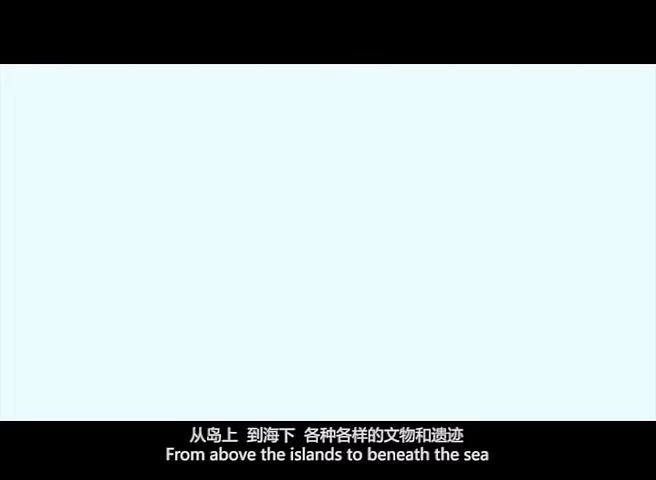 从岛上 到海下 各种各样的文物和遗迹
From above the islands to beneath the sea